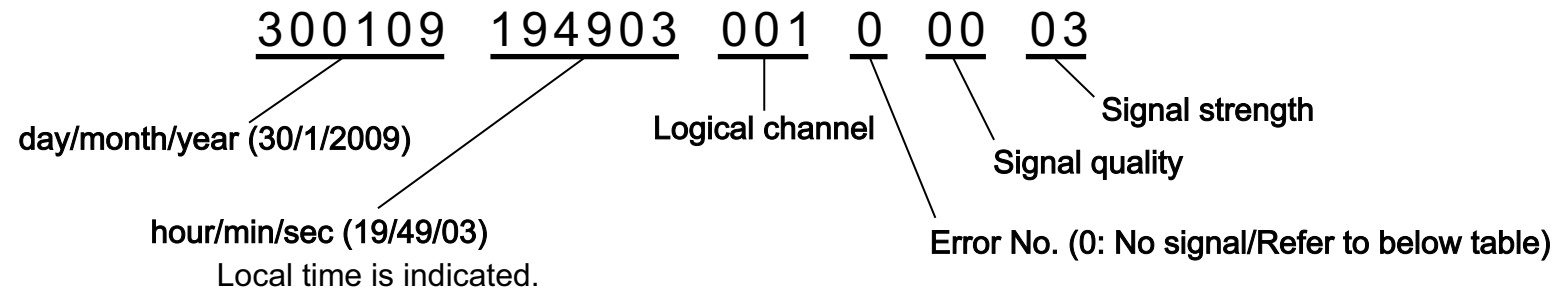 300109 194903 001 0 00 03
Signal strength
Logical channel
day/month/year (30/1/2009)
Signal quality
hour/min/sec (19/49/03)
Error No. (0: No signal/Refer to below table)
Local time is indicated.